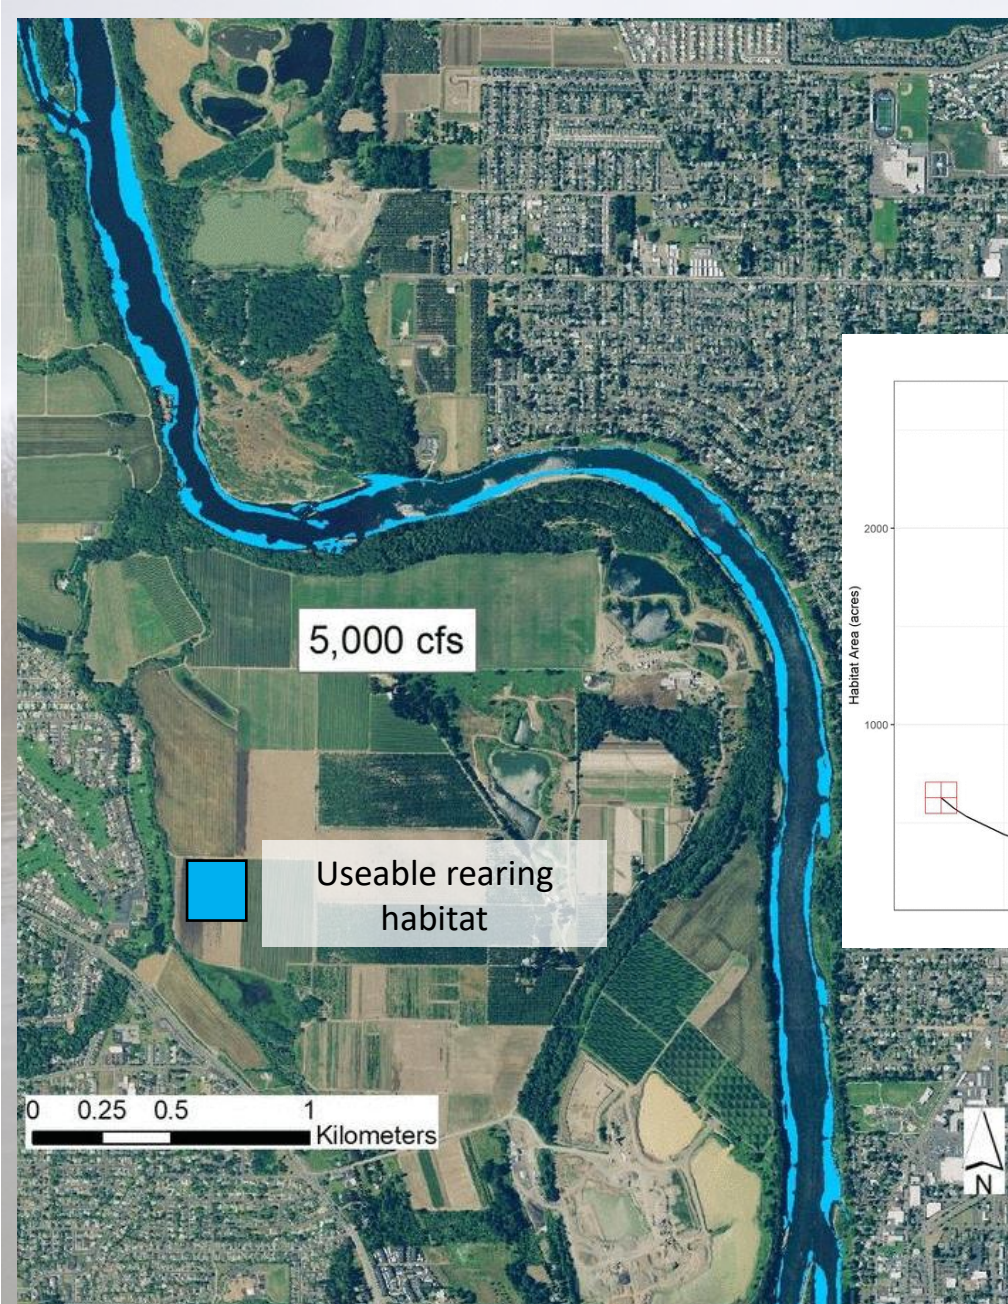 5,000 cfs
Useable rearing
habitat
0 0.25 0.5 1
Kilometers
N
Habitat Area (acres)
2000
1000